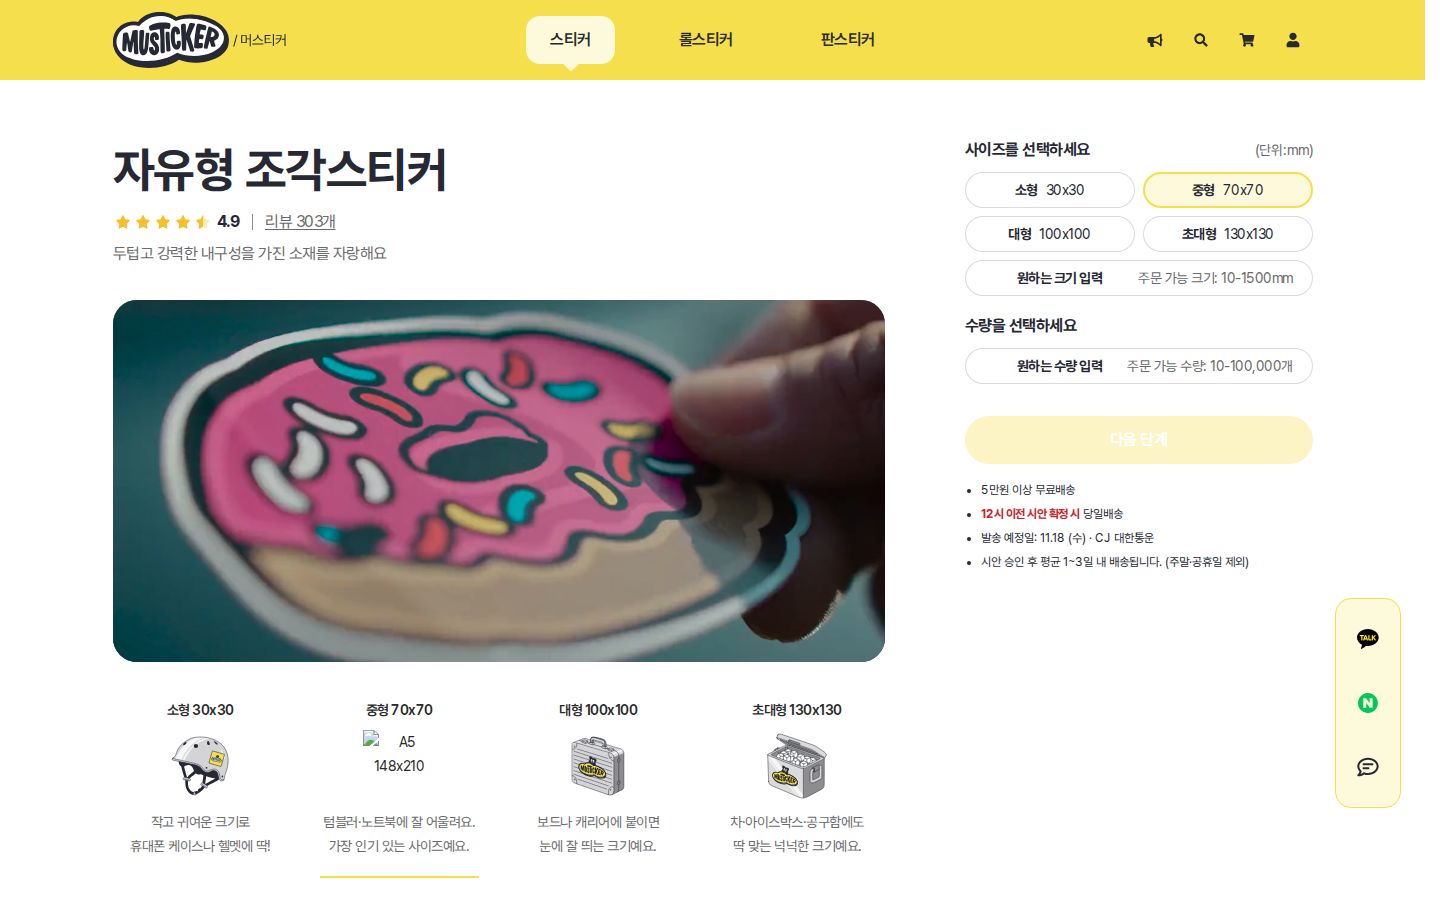 MUSTICKER / 머스티커
스티커
롤스티커
판스티커
자유형 조각스티커
4.9 | 리뷰 303개
두텁고 강력한 내구성을 가진 소재를 자랑해요
사이즈를 선택하세요 (단위:mm)
소형 30x30
중형 70x70
대형 100x100
초대형 130x130
원하는 크기 입력 주문 가능 크기: 10-1500mm
수량을 선택하세요
원하는 수량 입력 주문 가능 수량: 10-100,000개
다음 단계
5만원 이상 무료배송
12시 이전 시안 확정 시 당일배송
발송 예정일: 11.18 (수) · CJ 대한통운
시안 승인 후 평균 1~3일 내 배송됩니다. (주말·공휴일 제외)
TALK
N
소형 30x30
작고 귀여운 크기로
휴대폰 케이스나 헬멧에 딱!
중형 70x70
A5
148x210
텀블러·노트북에 잘 어울려요.
가장 인기 있는 사이즈예요.
대형 100x100
MUSTICKER
보드나 캐리어에 붙이면
눈에 잘 띄는 크기예요.
초대형 130x130
MUSTICKER
차·아이스박스·공구함에도
딱 맞는 넉넉한 크기예요.